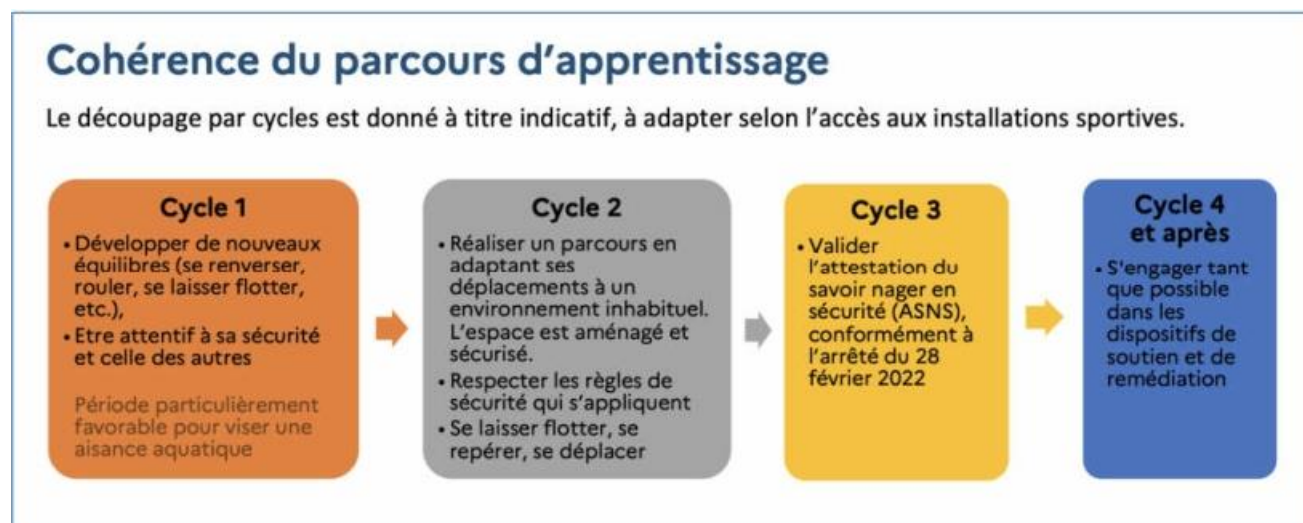 Cohérence du parcours d’apprentissage
Le découpage par cycles est donné à titre indicatif, à adapter selon l’accès aux installations sportives.
Cycle 1
• Développer de nouveaux
équilibres (se renverser,
rouler, se laisser flotter,
etc.),
• Etre attentif à sa sécurité
et celle des autres
Période particulièrement
favorable pour viser une
aisance aquatique
Cycle 2
• Réaliser un parcours en
adaptant ses
déplacements à un
environnement inhabituel.
L’espace est aménagé et
sécurisé.
• Respecter les règles de
sécurité qui s’appliquent
• Se laisser flotter, se
repérer, se déplacer
Cycle 3
• Valider
l’attestation du
savoir nager en
sécurité (ASNS),
conformément à
l’arrêté du 28
février 2022
Cycle 4
et après
• S'engager tant
que possible
dans les
dispositifs de
soutien et de
remédiation